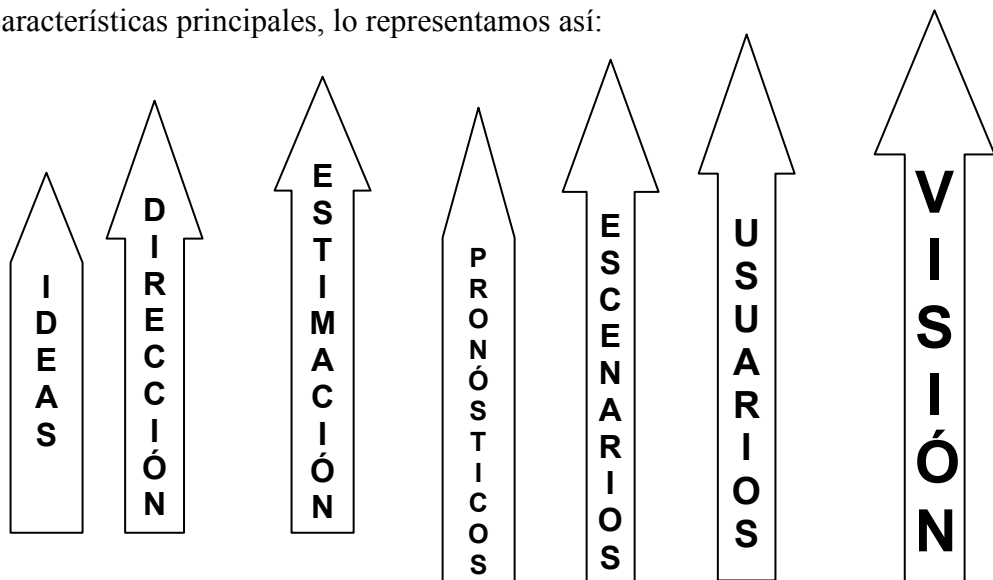 aracterísticas principales, lo representamos así:
IDEAS
DIRECCIÓN
ESTIMACIÓN
PRONÓSTICOS
ESCENARIOS
USUARIOS
VISIÓN